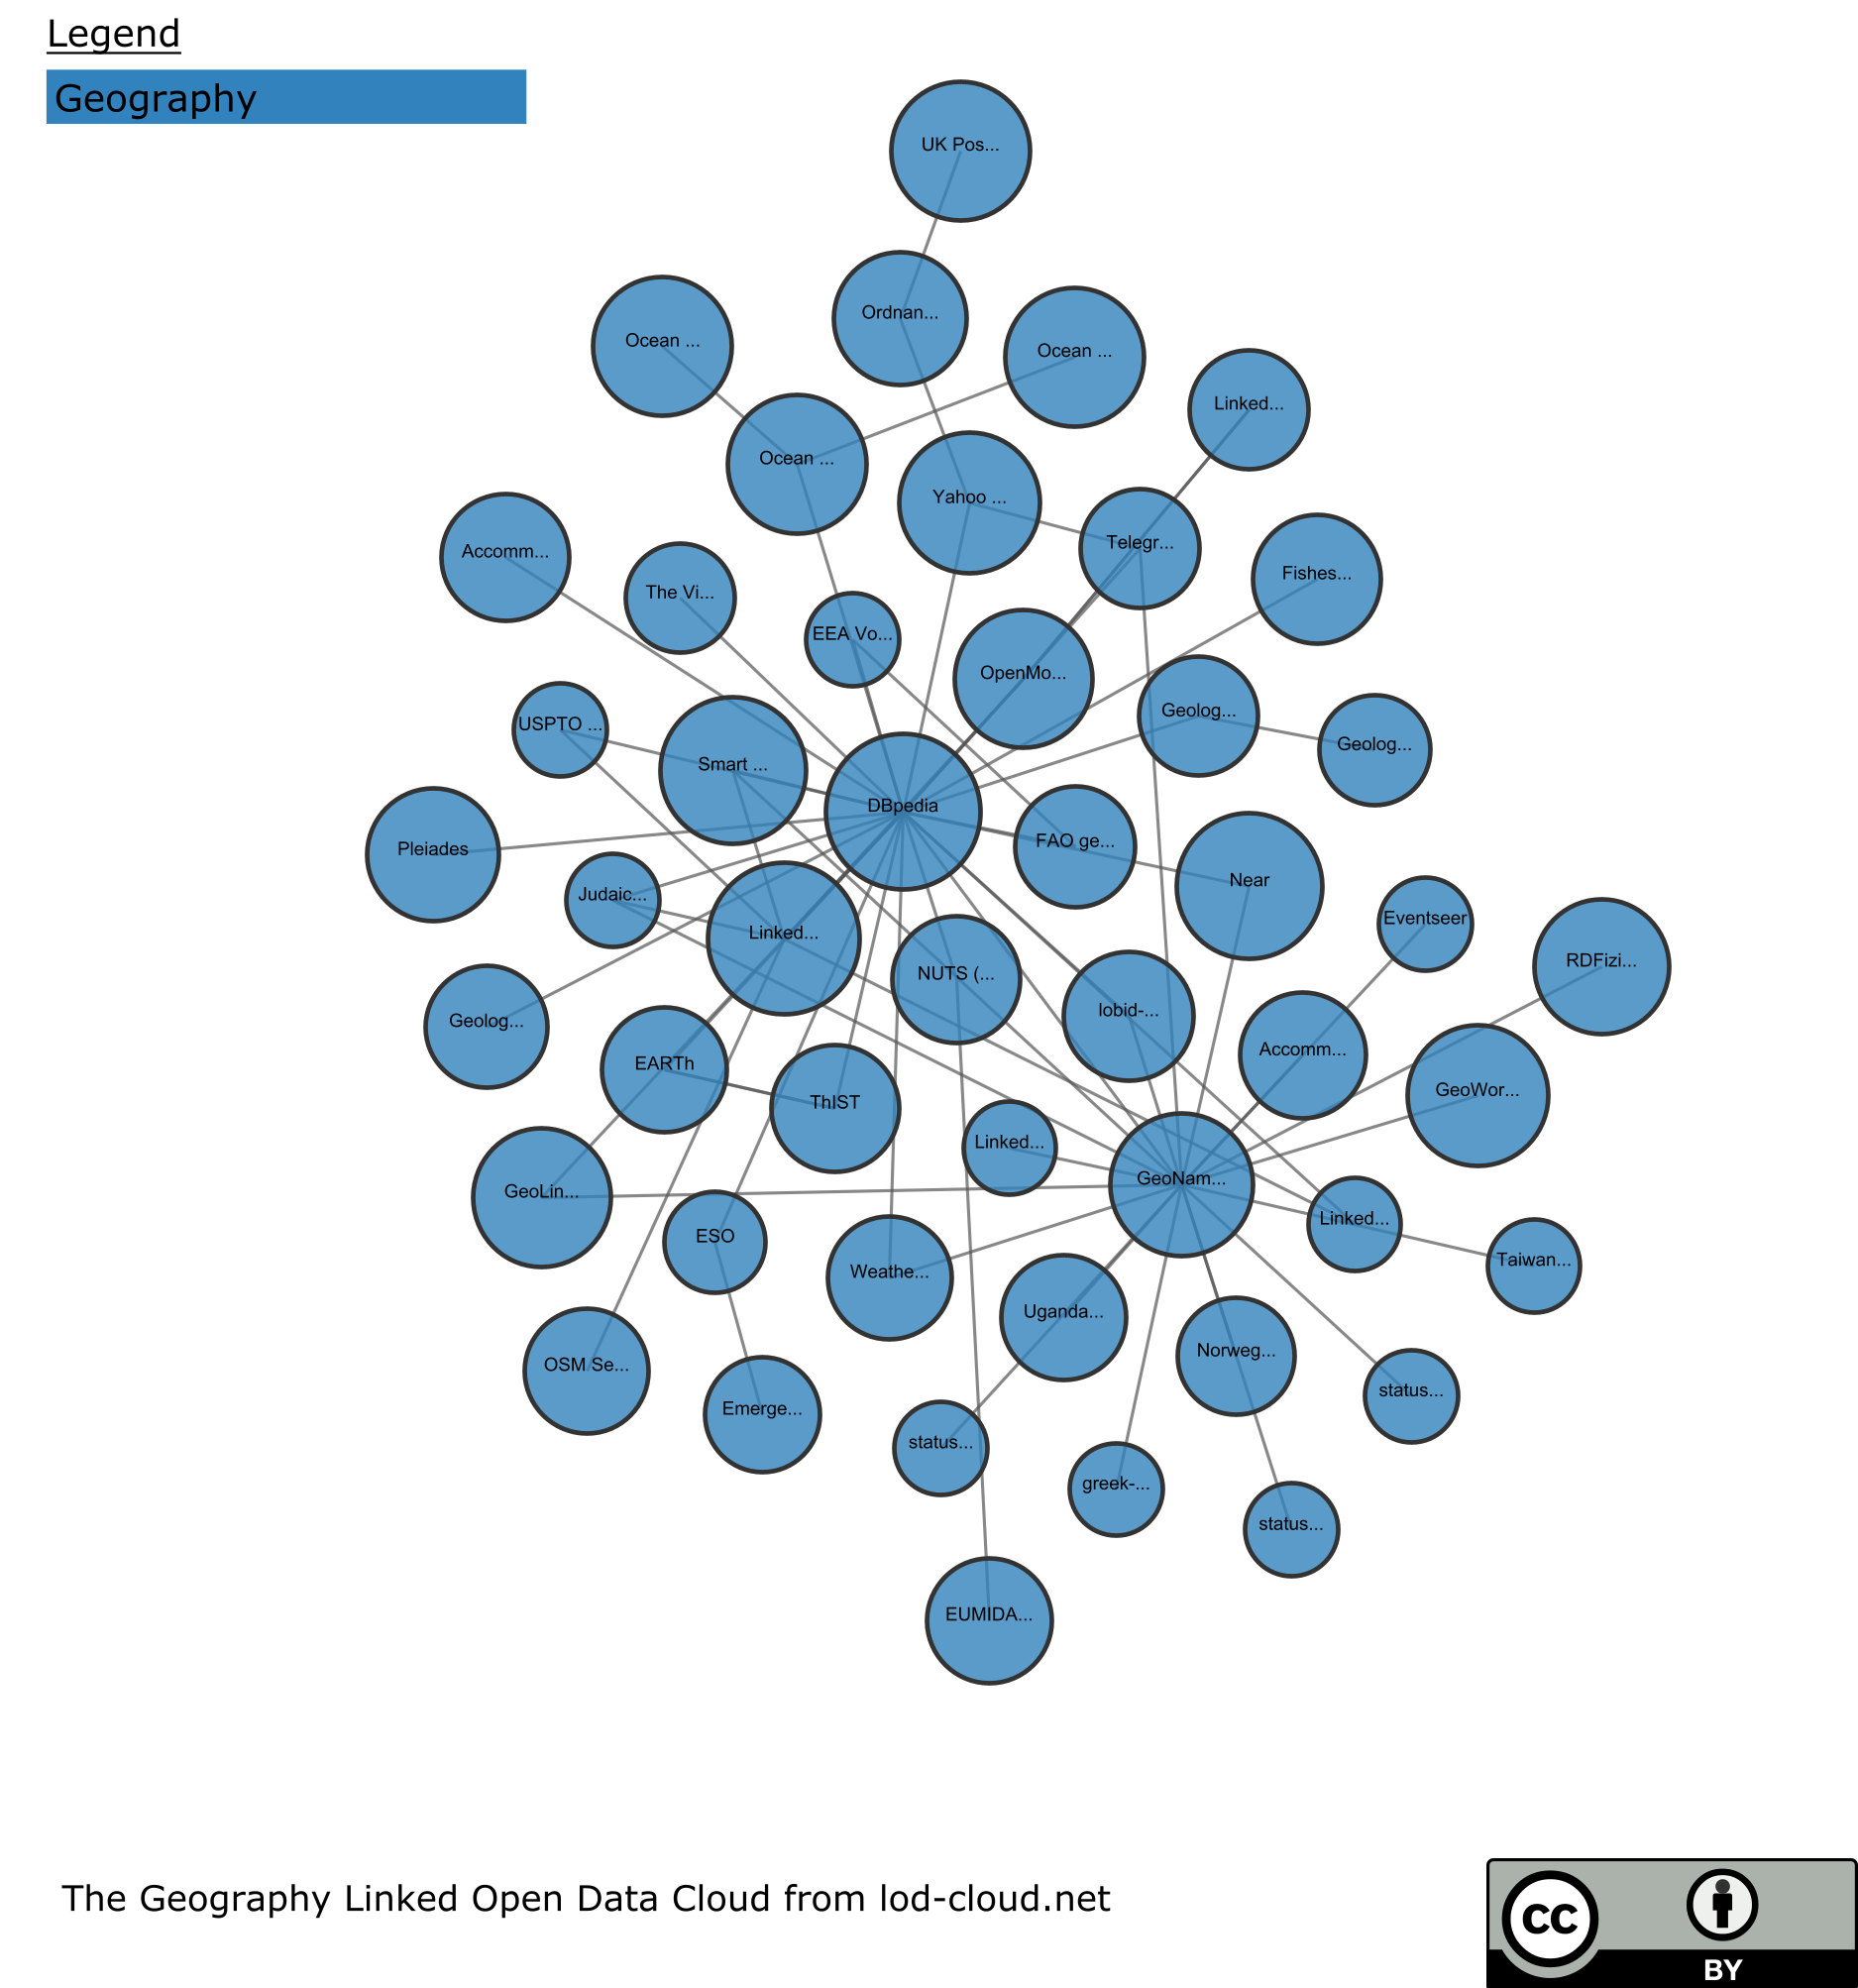 Legend
Geography
UK Pos...
Ordnan...
Ocean ...
Ocean ...
Linked...
Ocean ...
Yahoo ...
Telegr...
Accomm...
Fishes...
The Vi...
EEA Vo...
OpenMo...
Geolog...
USPTO ...
Geolog...
Smart ...
DBpedia
FAO ge...
Pleiades
Near
Judaic...
Eventseer
Linked...
RDFizi...
NUTS (...
lobid-...
Geolog...
Accomm...
EARTh
GeoWor...
ThIST
Linked...
GeoNam...
GeoLin...
Linked...
ESO
Taiwan...
Weathe...
Uganda...
Norweg...
OSM Se...
status...
Emerge...
status...
greek-...
status...
EUMIDA...
The Geography Linked Open Data Cloud from lod-cloud.net
cc
BY